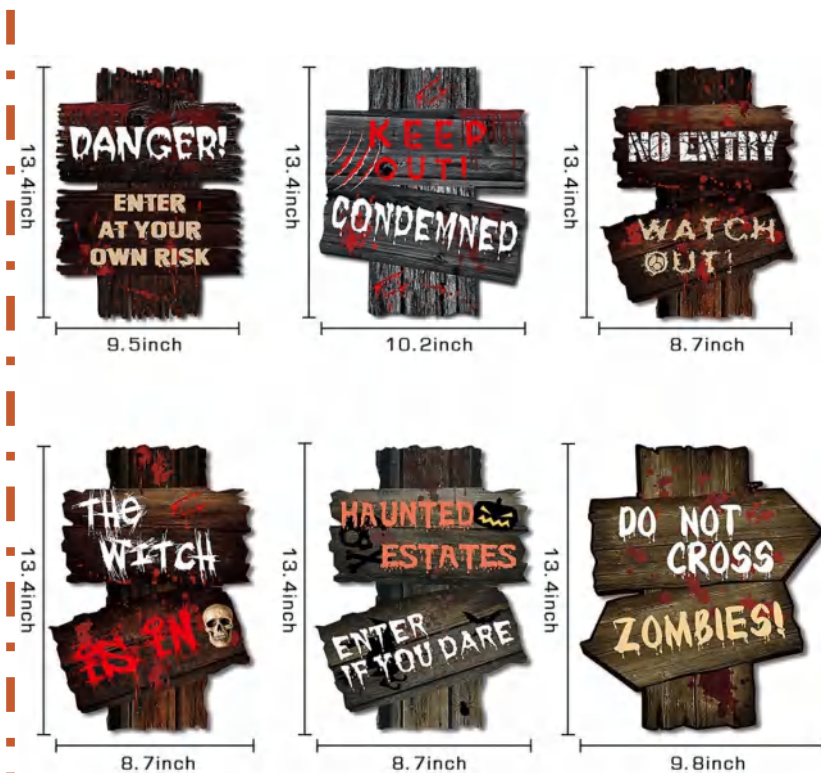 13.4inch
DANGER!
ENTER
AT YOUR
OWN RISK
9.5inch
13.4inch
KEEP
OUT!
CONDEMNED
10.2inch
13.4inch
NO ENTRY
WATCH
OUT!
8.7inch
13.4inch
THE
WITCH
iS iN
8.7inch
13.4inch
HAUNTED
ESTATES
ENTER
IF YOU DARE
8.7inch
13.4inch
DO NOT
CROSS
ZOMBIES!
9.8inch